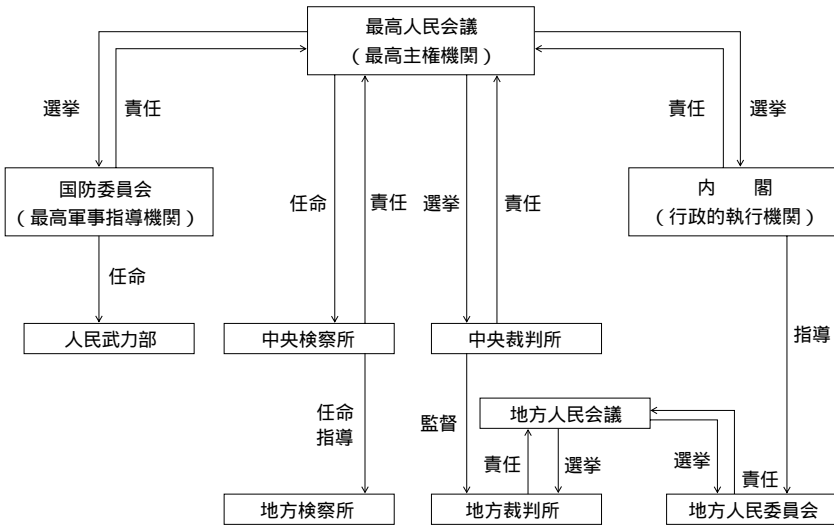 最高人民会議
（最高主権機関）
選挙
責任
責任
選挙
国防委員会
（最高軍事指導機関）
任命
責任
選挙
責任
内　　閣
（行政的執行機関）
任命
人民武力部
中央検察所
中央裁判所
指導
任命
指導
監督
地方人民会議
責任
選挙
選挙
責任
地方検察所
地方裁判所
地方人民委員会